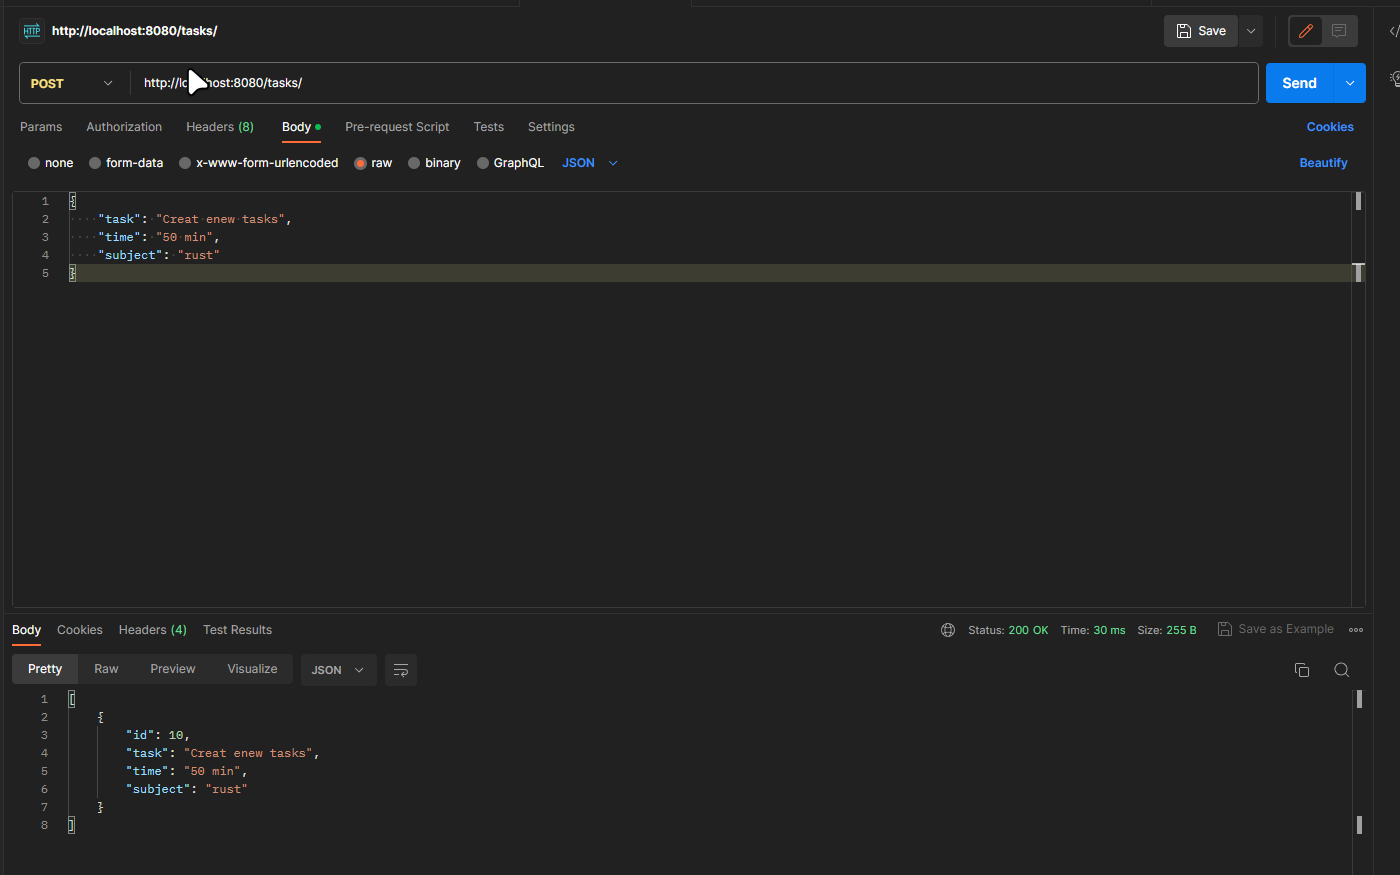 HTTP http://localhost:8080/tasks/ Save
POST http://lo host:8080/tasks/ Send
Params Authorization Headers (8) Body Pre-request Script Tests Settings Cookies
none form-data x-www-form-urlencoded raw binary GraphQL JSON Beautify
1 {
2 "task": "Creat enew tasks",
3 "time": "50 min",
4 "subject": "rust"
5 }
Body Cookies Headers (4) Test Results Status: 200 OK Time: 30 ms Size: 255 B Save as Example
Pretty Raw Preview Visualize JSON
1 [
2 {
3 "id": 10,
4 "task": "Creat enew tasks",
5 "time": "50 min",
6 "subject": "rust"
7 }
8 ]